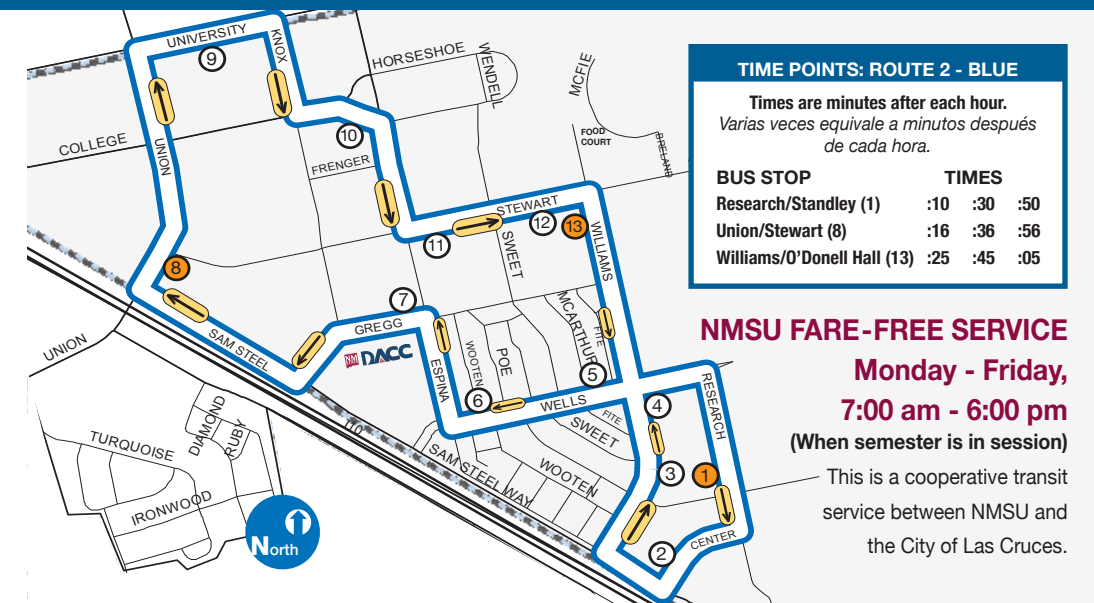 UNIVERSITY
KNOX
9
HORSESHOE
WENDELL
MCFIE
COLLEGE
UNION
10
FRENGER
FOOD
COURT
BRELAND
STEWART
11
12
13
SWEET
WILLIAMS
8
7
GREGG
SAM STEEL
NM DACC
ESPINA
WOOTEN
POE
MCARTHUR
FITE
5
6
WELLS
4
RESEARCH
FITE
SWEET
UNION
I10
SAM STEEL WAY
WOOTEN
3
1
2
CENTER
DIAMOND
RUBY
TURQUOISE
IRONWOOD
North
TIME POINTS: ROUTE 2 - BLUE
Times are minutes after each hour.
Varias veces equivale a minutos después
de cada hora.
BUS STOP TIMES
Research/Standley (1) :10 :30 :50
Union/Stewart (8) :16 :36 :56
Williams/O’Donell Hall (13) :25 :45 :05
NMSU FARE-FREE SERVICE
Monday - Friday,
7:00 am - 6:00 pm
(When semester is in session)
This is a cooperative transit
service between NMSU and
the City of Las Cruces.